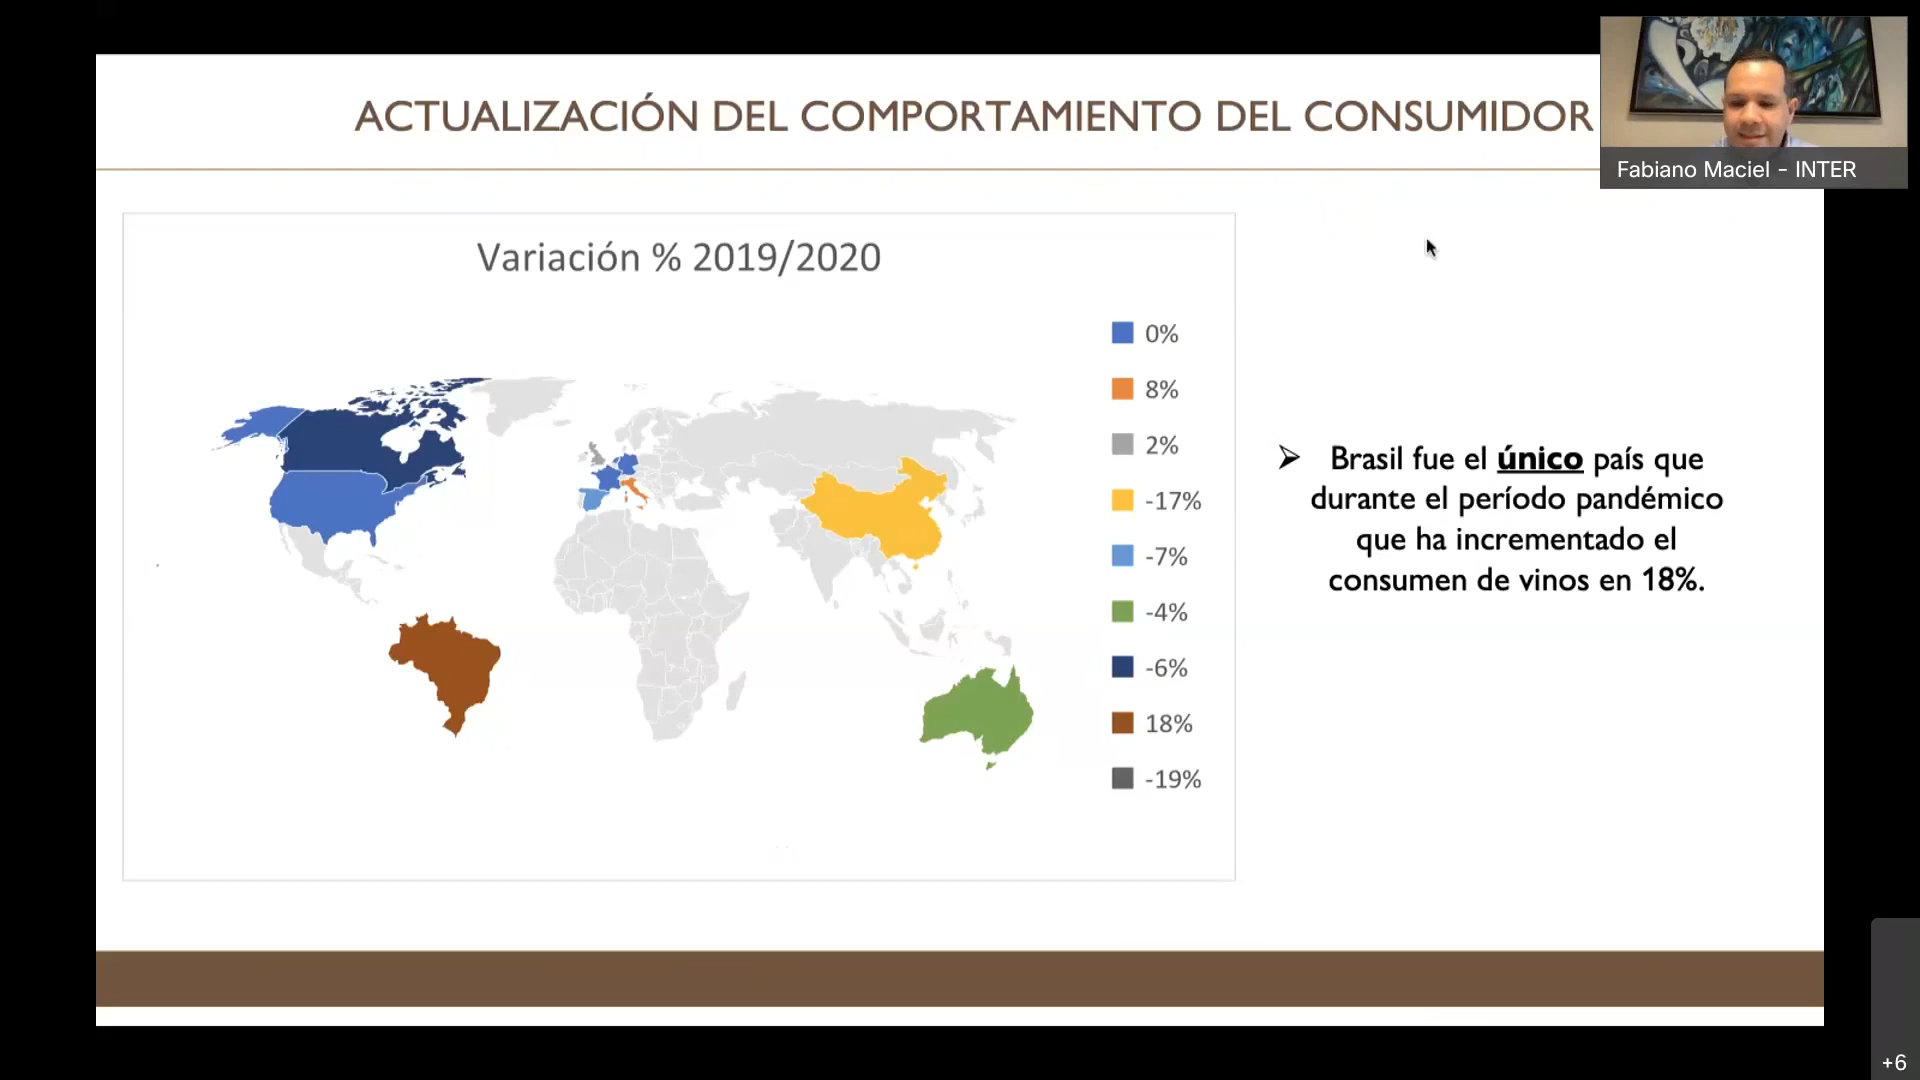 ACTUALIZACIÓN DEL COMPORTAMIENTO DEL CONSUMIDOR
Fabiano Maciel - INTER
Variación % 2019/2020
0%
8%
2%
-17%
-7%
-4%
-6%
18%
-19%
Brasil fue el único país que
durante el período pandémico
que ha incrementado el
consumen de vinos en 18%.
+6